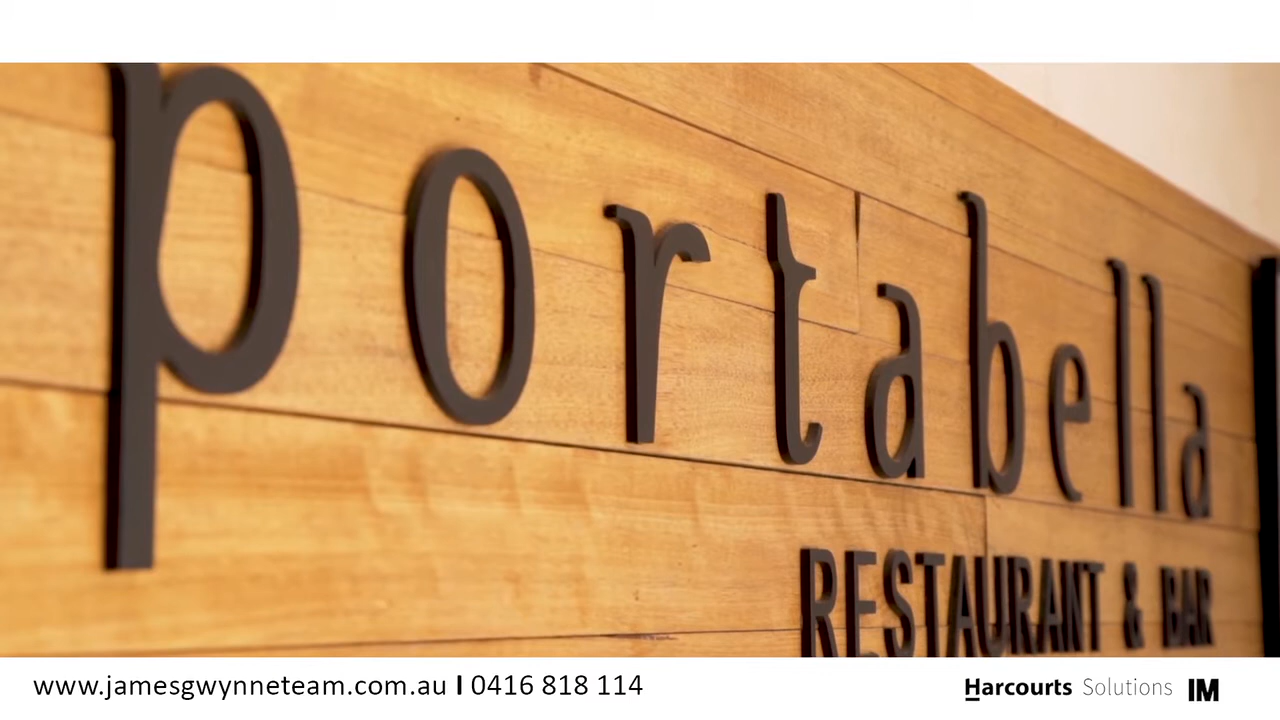 portabella
RESTAURANT & BAR
www.jamesgwynneteam.com.au I 0416 818 114
Harcourts Solutions IM